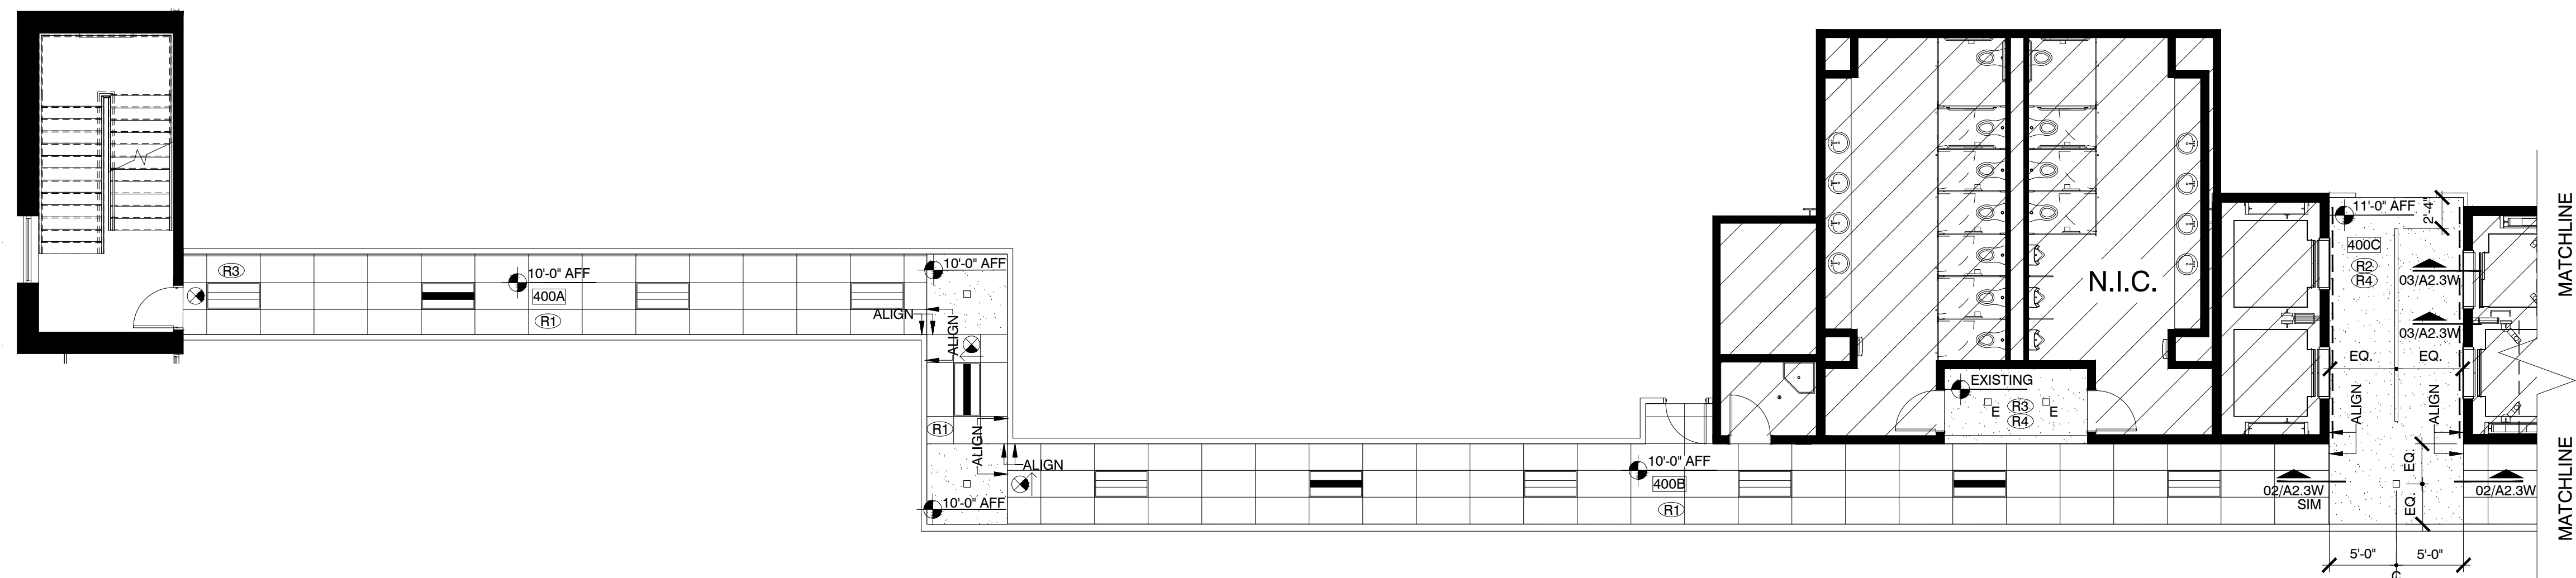 R3
10'-0" AFF
400A
R1
ALIGN
10'-0" AFF
ALIGN
R1
ALIGN
ALIGN
10'-0" AFF
N.I.C.
EXISTING
E
R3
R4
E
10'-0" AFF
400B
R1
11'-0" AFF
2'-4"
400C
R2
R4
03/A2.3W
03/A2.3W
EQ.
EQ.
ALIGN
ALIGN
EQ.
EQ.
02/A2.3W
SIM
02/A2.3W
5'-0"
5'-0"
MATCHLINE
MATCHLINE